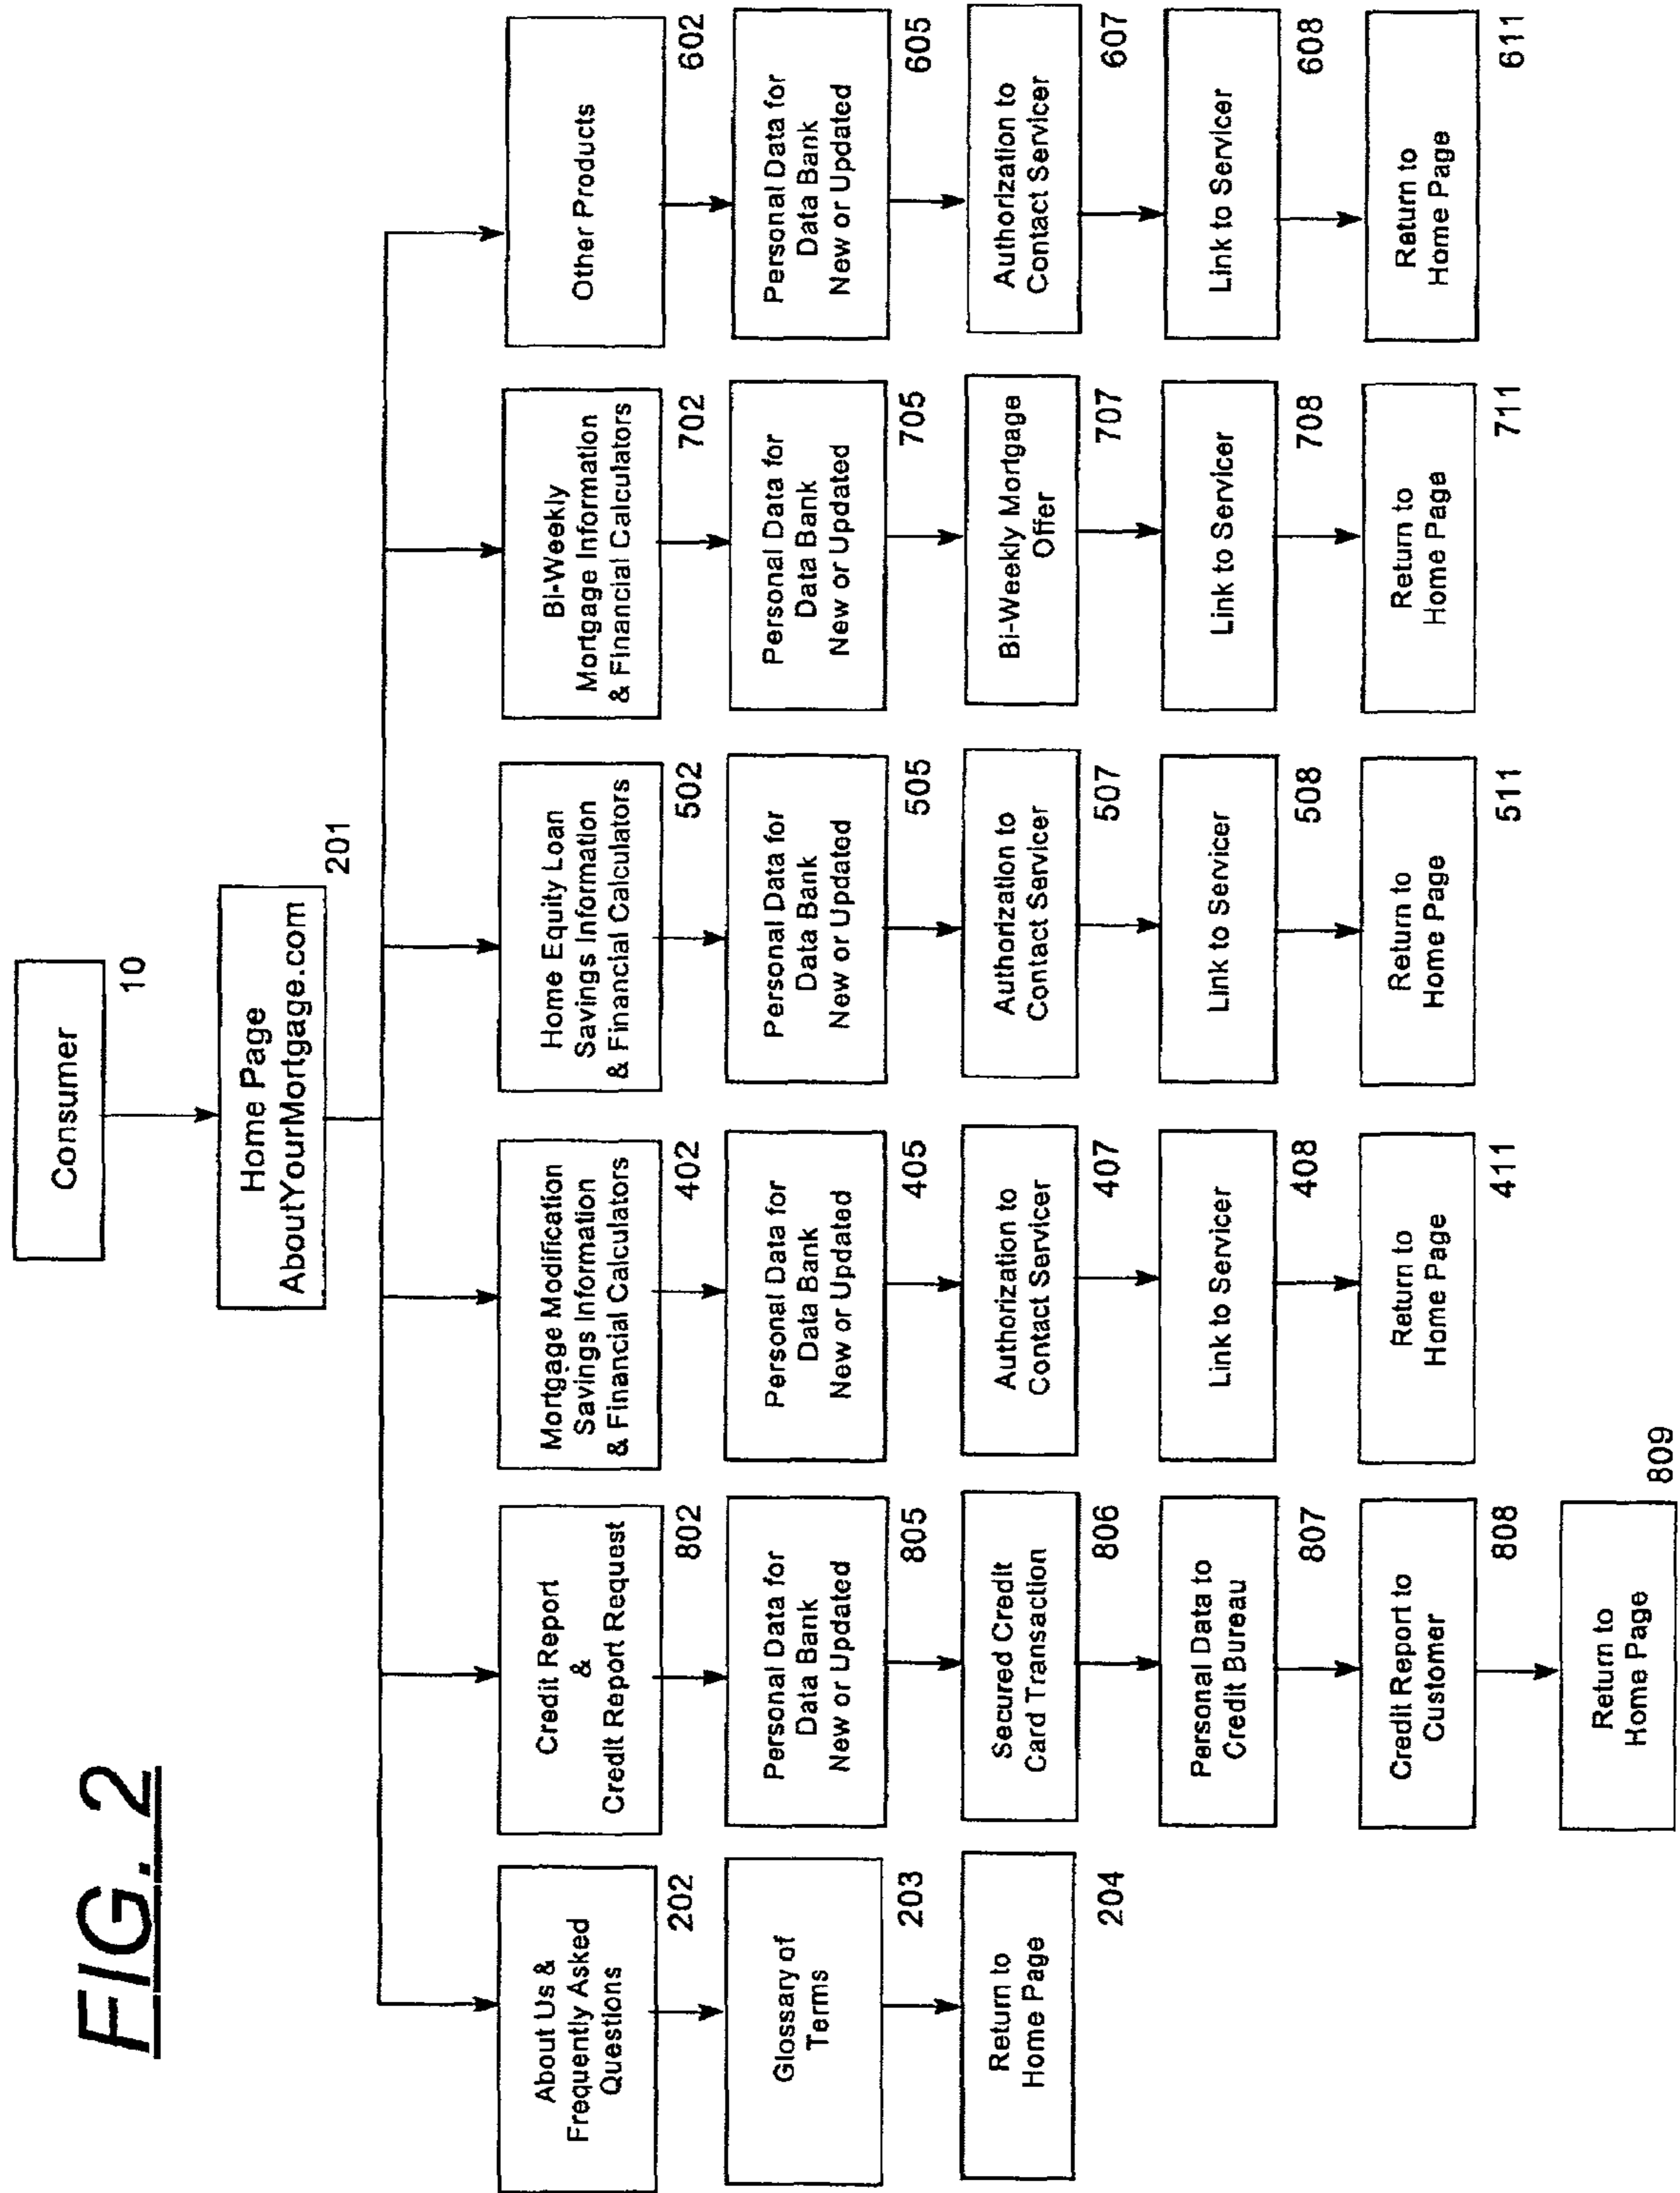 FIG. 2
Consumer
10
Home Page
AboutYourMortgage.com
201
About Us &
Frequently Asked
Questions
202
Glossary of
Terms
203
Return to
Home Page
204
Credit Report
&
Credit Report Request
802
Personal Data for
Data Bank
New or Updated
805
Secured Credit
Card Transaction
806
Personal Data to
Credit Bureau
807
Credit Report to
Customer
808
Return to
Home Page
809
Mortgage Modification
Savings Information
& Financial Calculators
402
Personal Data for
Data Bank
New or Updated
405
Authorization to
Contact Servicer
407
Link to Servicer
408
Return to
Home Page
411
Home Equity Loan
Savings Information
& Financial Calculators
502
Personal Data for
Data Bank
New or Updated
505
Authorization to
Contact Servicer
507
Link to Servicer
508
Return to
Home Page
511
Bi-Weekly
Mortgage Information
& Financial Calculators
702
Personal Data for
Data Bank
New or Updated
705
Bi-Weekly Mortgage
Offer
707
Link to Servicer
708
Return to
Home Page
711
Other Products
602
Personal Data for
Data Bank
New or Updated
605
Authorization to
Contact Servicer
607
Link to Servicer
608
Return to
Home Page
611